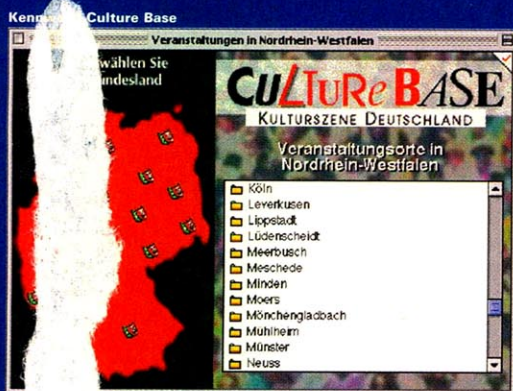 Culture Base
Veranstaltungen in Nordrhein-Westfalen
wählen Sie
CULTURe BASE
KULTURSZENE DEUTSCHLAND
Veranstaltungsorte in
Nordrhein-Westfalen
Köln
Leverkusen
Lippstadt
Lüdenscheidt
Meerbusch
Meschede
Minden
Moers
Mönchengladbach
Mühlheim
Münster
Neuss